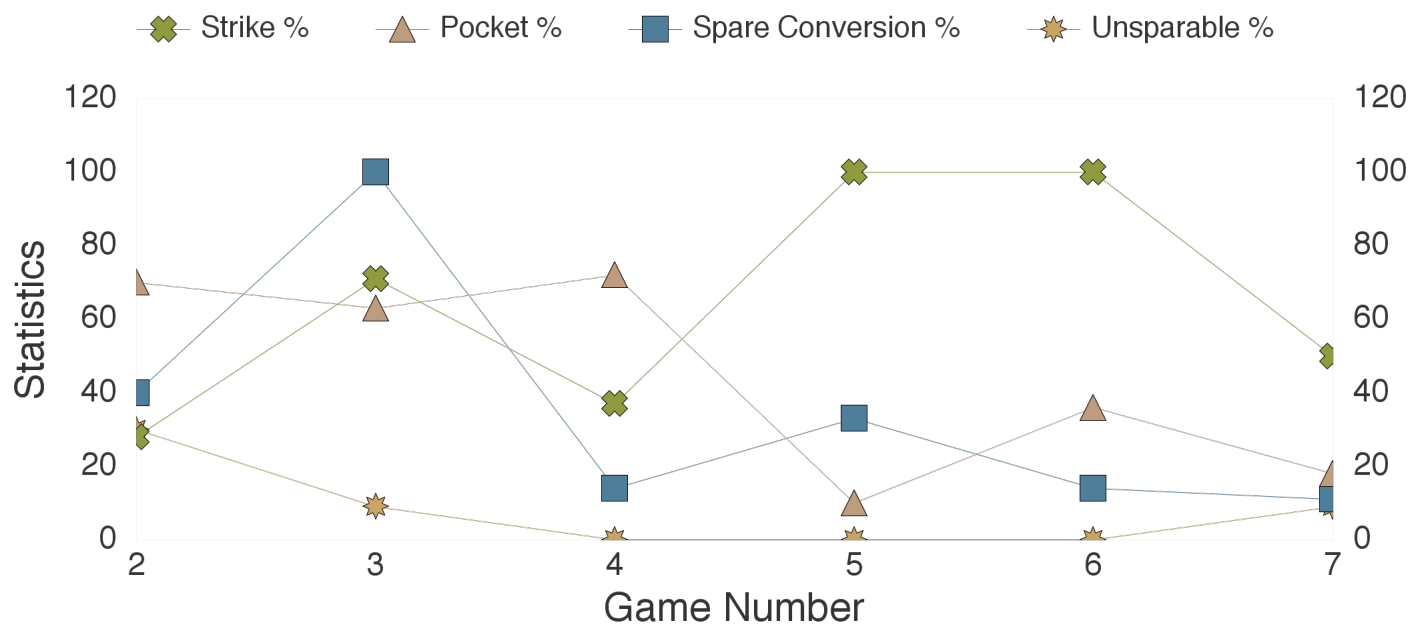 Strike % Pocket % Spare Conversion % Unsparable %
120 120
100 100
80 80
60 60
40 40
20 20
0 0
2 3 4 5 6 7
Statistics
Game Number